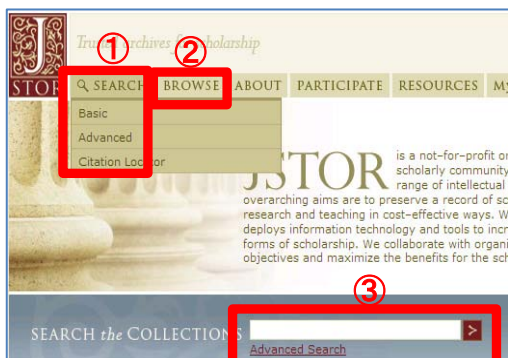 Trusted archives for scholarship
① ②
JSTOR SEARCH BROWSE ABOUT PARTICIPATE RESOURCES MY
Basic
Advanced
Citation Locator
JSTOR is a not-for-profit or
scholarly community
range of intellectual
overarching aims are to preserve a record of sc
research and teaching in cost-effective ways. W
deploys information technology and tools to incr
forms of scholarship. We collaborate with organi
objectives and maximize the benefits for the sch
③
SEARCH the COLLECTIONS >
Advanced Search